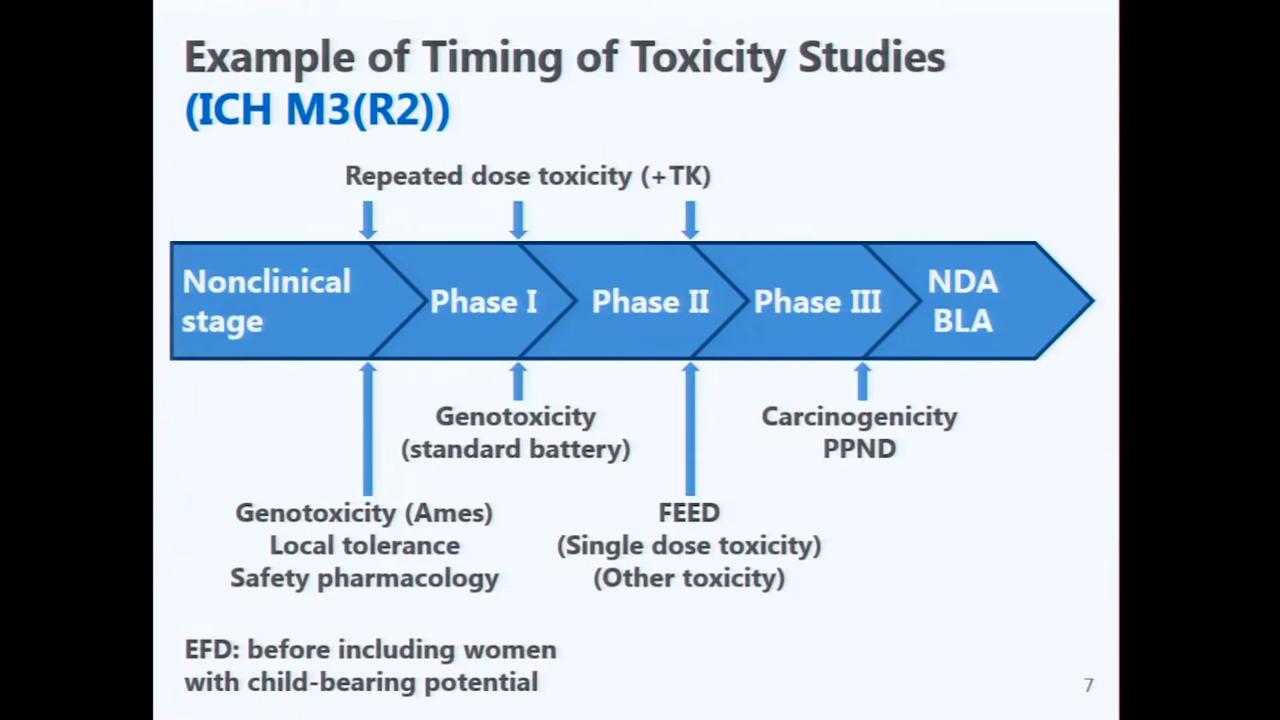 Example of Timing of Toxicity Studies
(ICH M3(R2))
Repeated dose toxicity (+TK)
Nonclinical
stage
Phase I
Phase II
Phase III
NDA
BLA
Genotoxicity
(standard battery)
Carcinogenicity
PPND
Genotoxicity (Ames)
Local tolerance
Safety pharmacology
FEED
(Single dose toxicity)
(Other toxicity)
EFD: before including women
with child-bearing potential
7